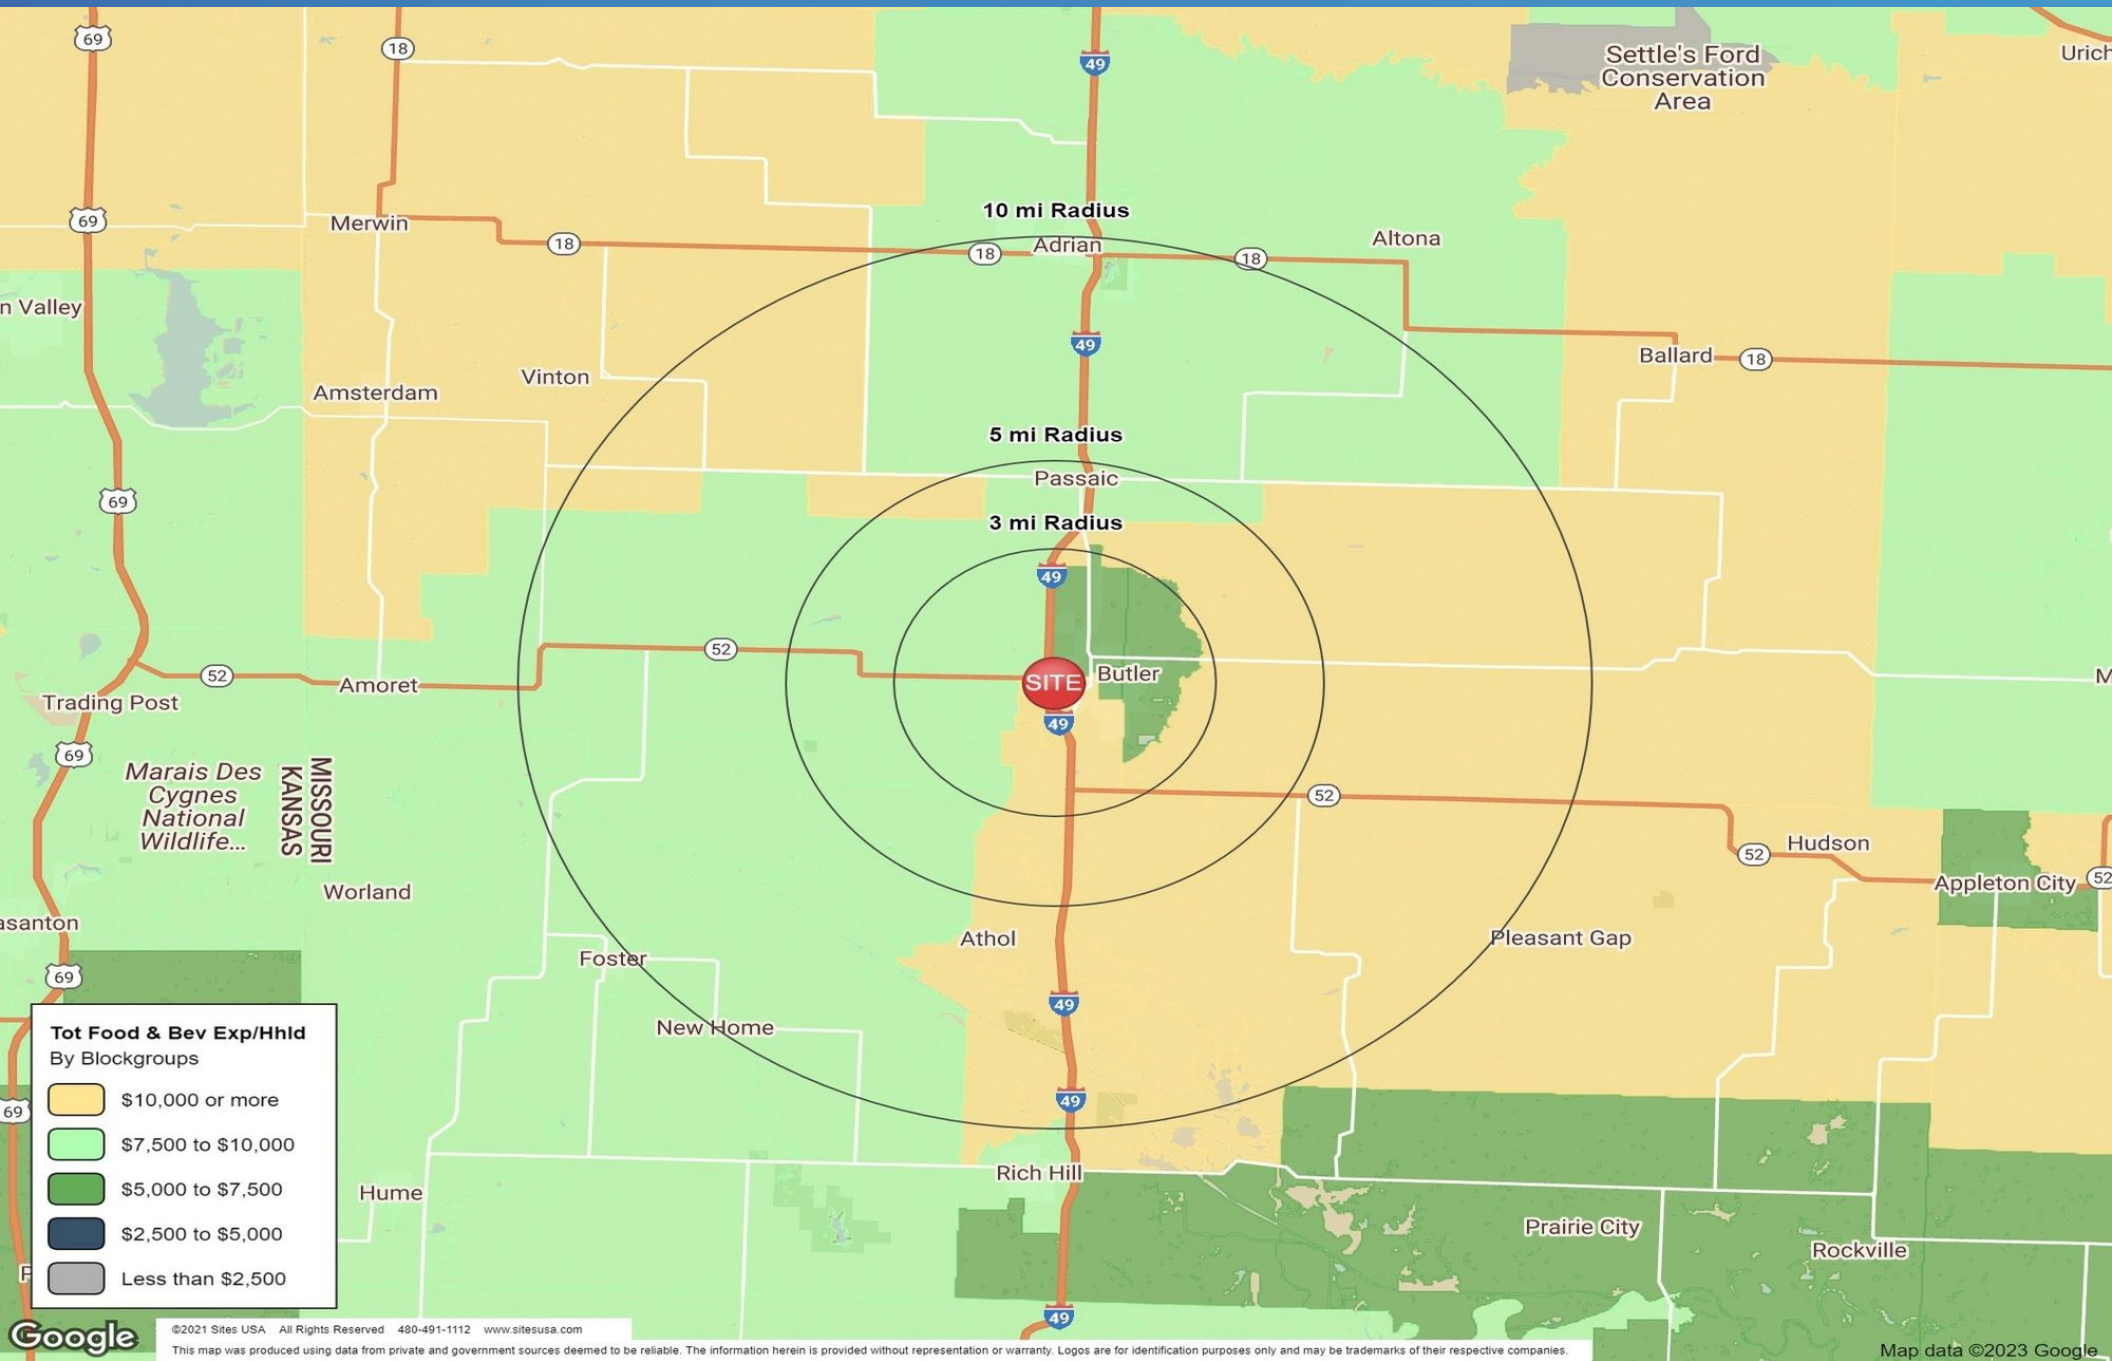 69
18
49
Settle's Ford
Conservation
Area
Urich
69
Merwin
10 mi Radius
18
18
Adrian
18
Altona
n Valley
49
Ballard
18
Amsterdam
Vinton
5 mi Radius
Passaic
69
3 mi Radius
49
52
52
Amoret
SITE
Butler
M
Trading Post
49
69
Marais Des
Cygnes
National
Wildlife...
KANSAS
MISSOURI
52
Hudson
52
Worland
Appleton City
52
asanton
Athol
Pleasant Gap
Foster
69
49
New Home
Tot Food & Bev Exp/Hhld
By Blockgroups
$10,000 or more
$7,500 to $10,000
$5,000 to $7,500
$2,500 to $5,000
Less than $2,500
49
69
Rich Hill
Hume
Prairie City
Rockville
49
Google
©2021 Sites USA All Rights Reserved 480-491-1112 www.sitesusa.com
This map was produced using data from private and government sources deemed to be reliable. The information herein is provided without representation or warranty. Logos are for identification purposes only and may be trademarks of their respective companies.
Map data ©2023 Google